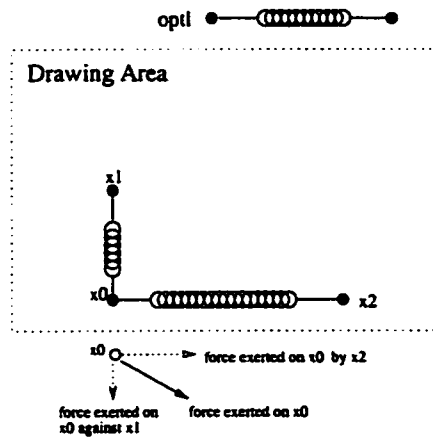 optl
Drawing Area
x1
x0
x2
x0
force exerted on x0 by x2
force exerted on
x0 against x1
force exerted on x0